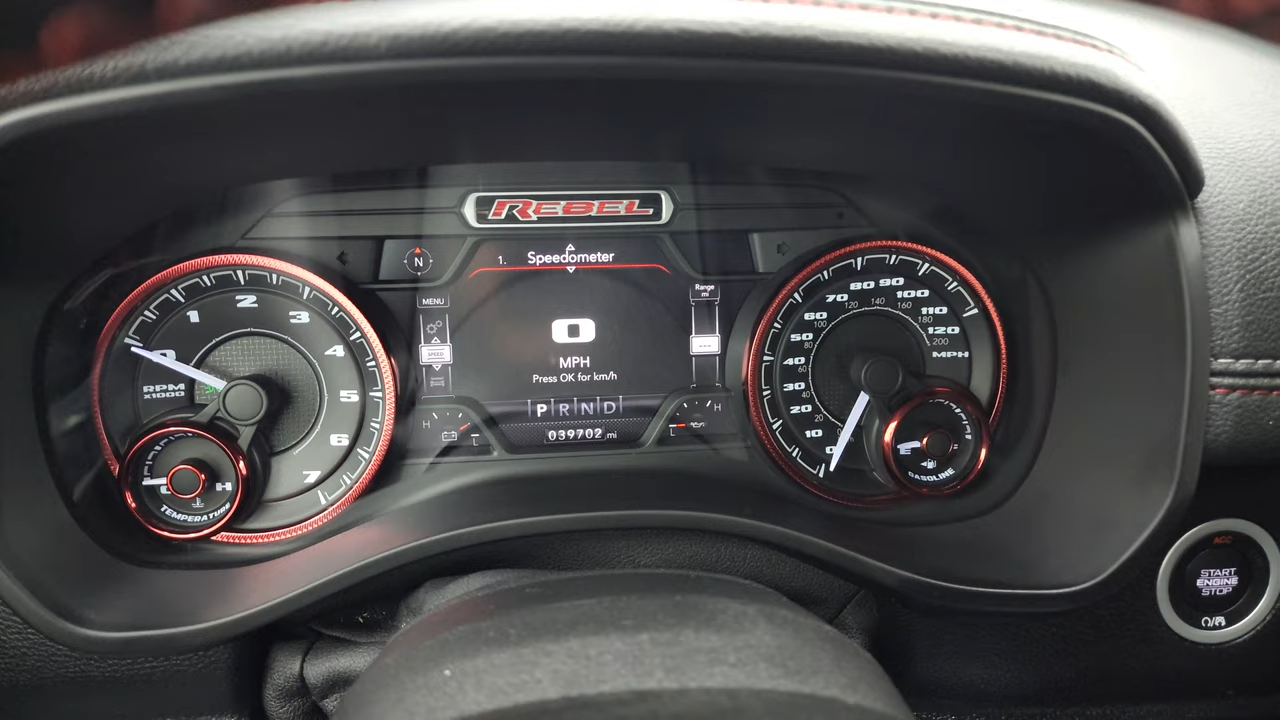 REBEL
N
1. Speedometer
MENU
SPEED
0
MPH
Press OK for km/h
Range
mi
---
P R N D
039702 mi
H
L
H
L
1
2
3
4
5
6
7
RPM
X1000
H
TEMPERATURE
0
10
20
30
40
50
60
70
80
90
100
110
120
MPH
20
40
60
80
100
120
140
160
180
200
E
GASOLINE
ACC
START
ENGINE
STOP